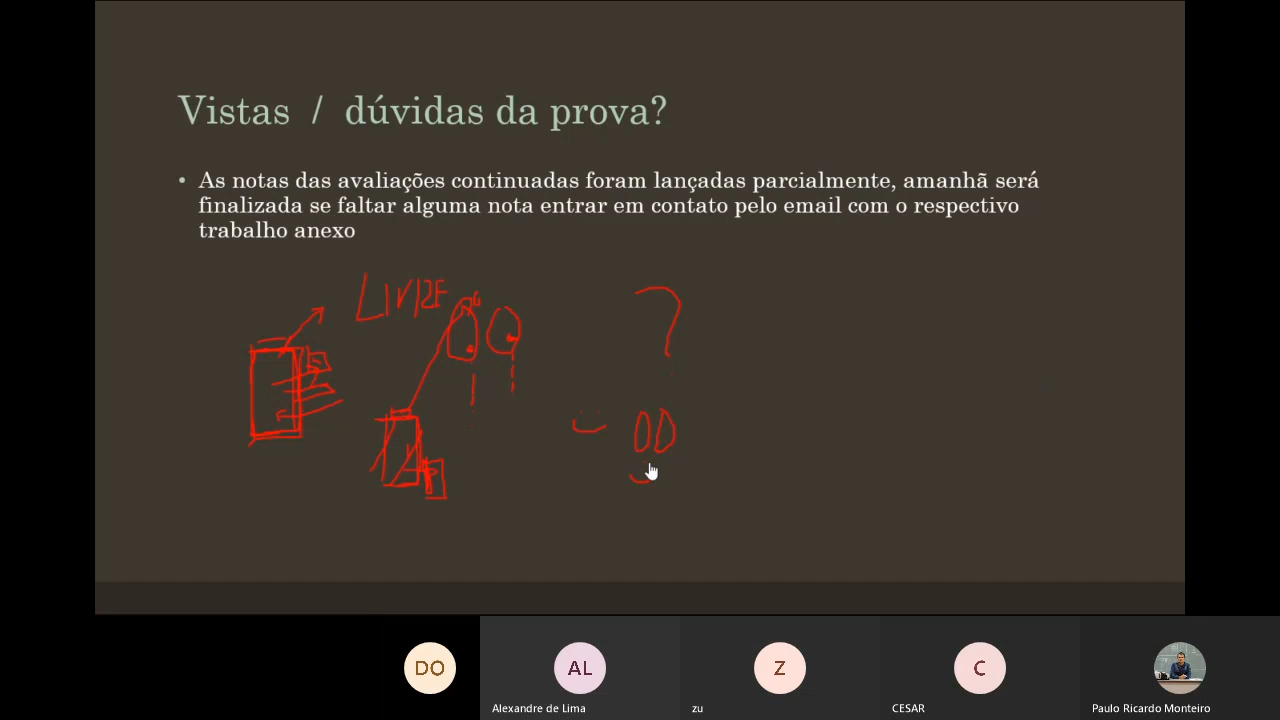 Vistas / dúvidas da prova?
• As notas das avaliações continuadas foram lançadas parcialmente, amanhã será
finalizada se faltar alguma nota entrar em contato pelo email com o respectivo
trabalho anexo
LIVRE
?
DO
AL
Z
C
Alexandre de Lima
zu
CESAR
Paulo Ricardo Monteiro